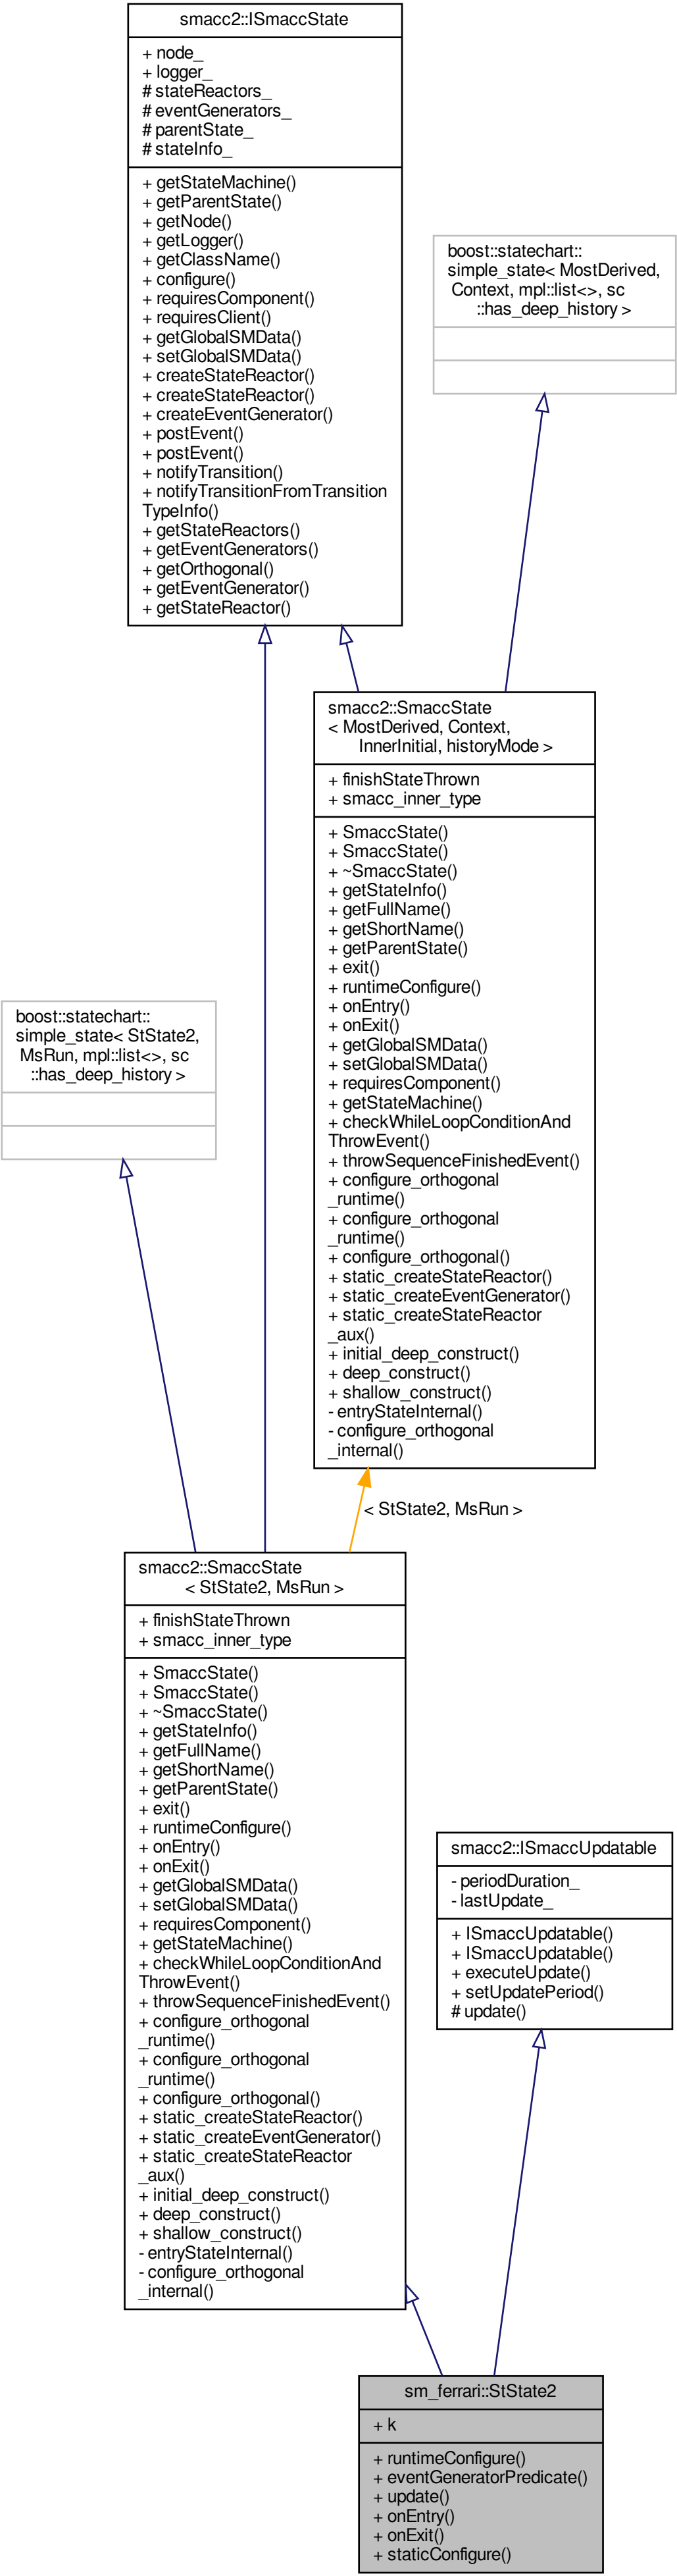 smacc2::ISmaccState
+ node_
+ logger_
# stateReactors_
# eventGenerators_
# parentState_
# stateInfo_
+ getStateMachine()
+ getParentState()
+ getNode()
+ getLogger()
+ getClassName()
+ configure()
+ requiresComponent()
+ requiresClient()
+ getGlobalSMData()
+ setGlobalSMData()
+ createStateReactor()
+ createStateReactor()
+ createEventGenerator()
+ postEvent()
+ postEvent()
+ notifyTransition()
+ notifyTransitionFromTransition
TypeInfo()
+ getStateReactors()
+ getEventGenerators()
+ getOrthogonal()
+ getEventGenerator()
+ getStateReactor()
boost::statechart::
simple_state< MostDerived,
Context, mpl::list<>, sc
::has_deep_history >
smacc2::SmaccState
< MostDerived, Context,
InnerInitial, historyMode >
+ finishStateThrown
+ smacc_inner_type
+ SmaccState()
+ SmaccState()
+ ~SmaccState()
+ getStateInfo()
+ getFullName()
+ getShortName()
+ getParentState()
+ exit()
+ runtimeConfigure()
+ onEntry()
+ onExit()
+ getGlobalSMData()
+ setGlobalSMData()
+ requiresComponent()
+ getStateMachine()
+ checkWhileLoopConditionAnd
ThrowEvent()
+ throwSequenceFinishedEvent()
+ configure_orthogonal
_runtime()
+ configure_orthogonal
_runtime()
+ configure_orthogonal()
+ static_createStateReactor()
+ static_createEventGenerator()
+ static_createStateReactor
_aux()
+ initial_deep_construct()
+ deep_construct()
+ shallow_construct()
- entryStateInternal()
- configure_orthogonal
_internal()
boost::statechart::
simple_state< StState2,
MsRun, mpl::list<>, sc
::has_deep_history >
< StState2, MsRun >
smacc2::SmaccState
< StState2, MsRun >
+ finishStateThrown
+ smacc_inner_type
+ SmaccState()
+ SmaccState()
+ ~SmaccState()
+ getStateInfo()
+ getFullName()
+ getShortName()
+ getParentState()
+ exit()
+ runtimeConfigure()
+ onEntry()
+ onExit()
+ getGlobalSMData()
+ setGlobalSMData()
+ requiresComponent()
+ getStateMachine()
+ checkWhileLoopConditionAnd
ThrowEvent()
+ throwSequenceFinishedEvent()
+ configure_orthogonal
_runtime()
+ configure_orthogonal
_runtime()
+ configure_orthogonal()
+ static_createStateReactor()
+ static_createEventGenerator()
+ static_createStateReactor
_aux()
+ initial_deep_construct()
+ deep_construct()
+ shallow_construct()
- entryStateInternal()
- configure_orthogonal
_internal()
smacc2::ISmaccUpdatable
- periodDuration_
- lastUpdate_
+ ISmaccUpdatable()
+ ISmaccUpdatable()
+ executeUpdate()
+ setUpdatePeriod()
# update()
sm_ferrari::StState2
+ k
+ runtimeConfigure()
+ eventGeneratorPredicate()
+ update()
+ onEntry()
+ onExit()
+ staticConfigure()